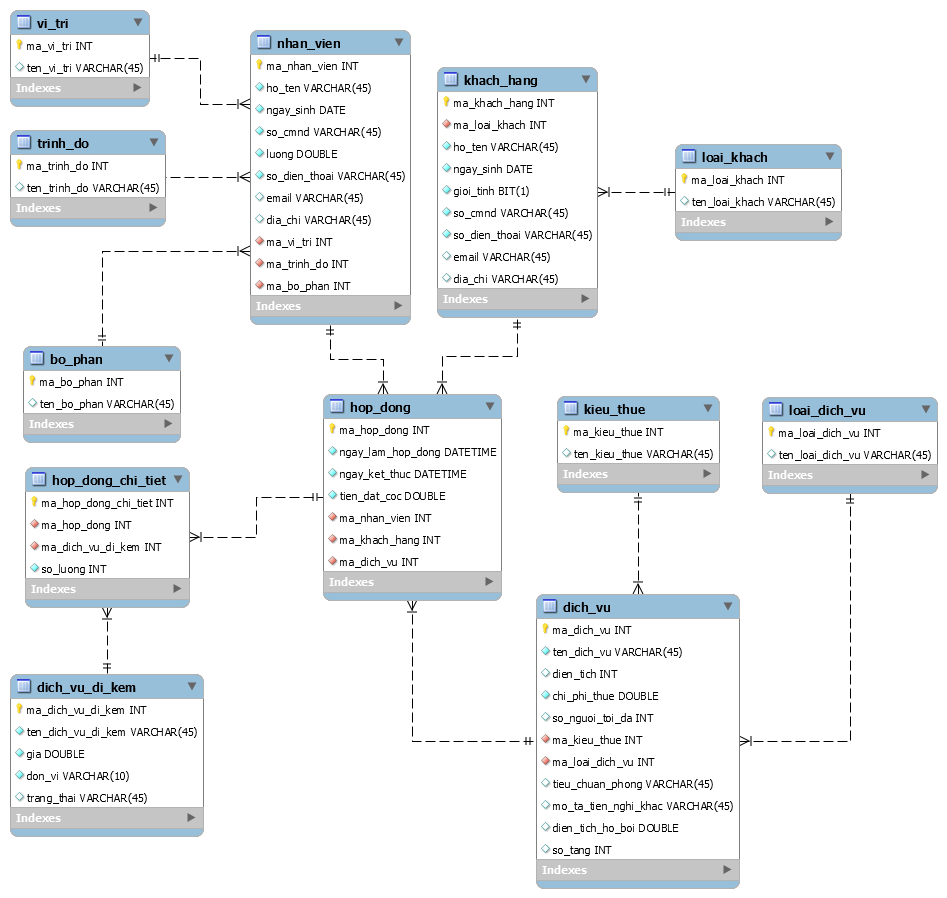 vi_tri
ma_vi_tri INT
ten_vi_tri VARCHAR(45)
Indexes
trinh_do
ma_trinh_do INT
ten_trinh_do VARCHAR(45)
Indexes
nhan_vien
ma_nhan_vien INT
ho_ten VARCHAR(45)
ngay_sinh DATE
so_cmnd VARCHAR(45)
luong DOUBLE
so_dien_thoai VARCHAR(45)
email VARCHAR(45)
dia_chi VARCHAR(45)
ma_vi_tri INT
ma_trinh_do INT
ma_bo_phan INT
Indexes
khach_hang
ma_khach_hang INT
ma_loai_khach INT
ho_ten VARCHAR(45)
ngay_sinh DATE
gioi_tinh BIT(1)
so_cmnd VARCHAR(45)
so_dien_thoai VARCHAR(45)
email VARCHAR(45)
dia_chi VARCHAR(45)
Indexes
loai_khach
ma_loai_khach INT
ten_loai_khach VARCHAR(45)
Indexes
bo_phan
ma_bo_phan INT
ten_bo_phan VARCHAR(45)
Indexes
hop_dong_chi_tiet
ma_hop_dong_chi_tiet INT
ma_hop_dong INT
ma_dich_vu_di_kem INT
so_luong INT
Indexes
hop_dong
ma_hop_dong INT
ngay_lam_hop_dong DATETIME
ngay_ket_thuc DATETIME
tien_dat_coc DOUBLE
ma_nhan_vien INT
ma_khach_hang INT
ma_dich_vu INT
Indexes
kieu_thue
ma_kieu_thue INT
ten_kieu_thue VARCHAR(45)
Indexes
loai_dich_vu
ma_loai_dich_vu INT
ten_loai_dich_vu VARCHAR(45)
Indexes
dich_vu_di_kem
ma_dich_vu_di_kem INT
ten_dich_vu_di_kem VARCHAR(45)
gia DOUBLE
don_vi VARCHAR(10)
trang_thai VARCHAR(45)
Indexes
dich_vu
ma_dich_vu INT
ten_dich_vu VARCHAR(45)
dien_tich INT
chi_phi_thue DOUBLE
so_nguoi_toi_da INT
ma_kieu_thue INT
ma_loai_dich_vu INT
tieu_chuan_phong VARCHAR(45)
mo_ta_tien_nghi_khac VARCHAR(45)
dien_tich_ho_boi DOUBLE
so_tang INT
Indexes